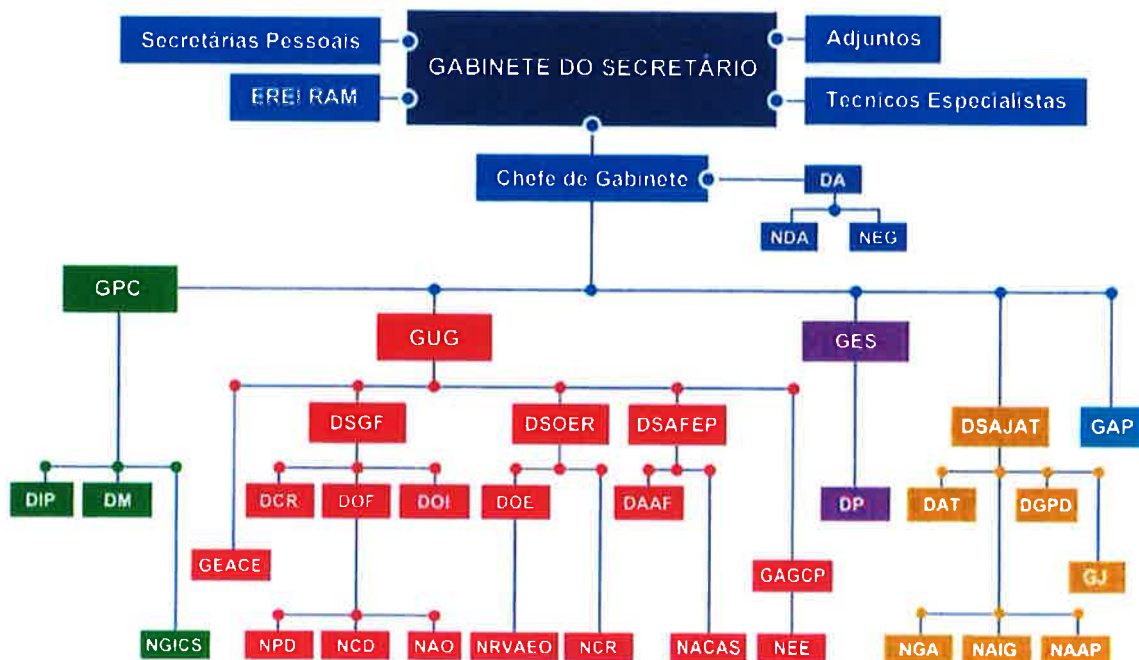 Secretárias Pessoais
GABINETE DO SECRETÁRIO
Adjuntos
EREI RAM
Tecnicos Especialistas
Chefe de Gabinete
DA
NDA
NEG
GPC
GUG
GES
DSGF
DSOER
DSAFEP
DSAJAT
GAP
DIP
DM
DCR
DOF
DOI
DOE
DAAF
DP
DAT
DGPD
GEACE
GAGCP
GJ
NGICS
NPD
NCD
NAO
NRVAEO
NCR
NACAS
NEE
NGA
NAIG
NAAP